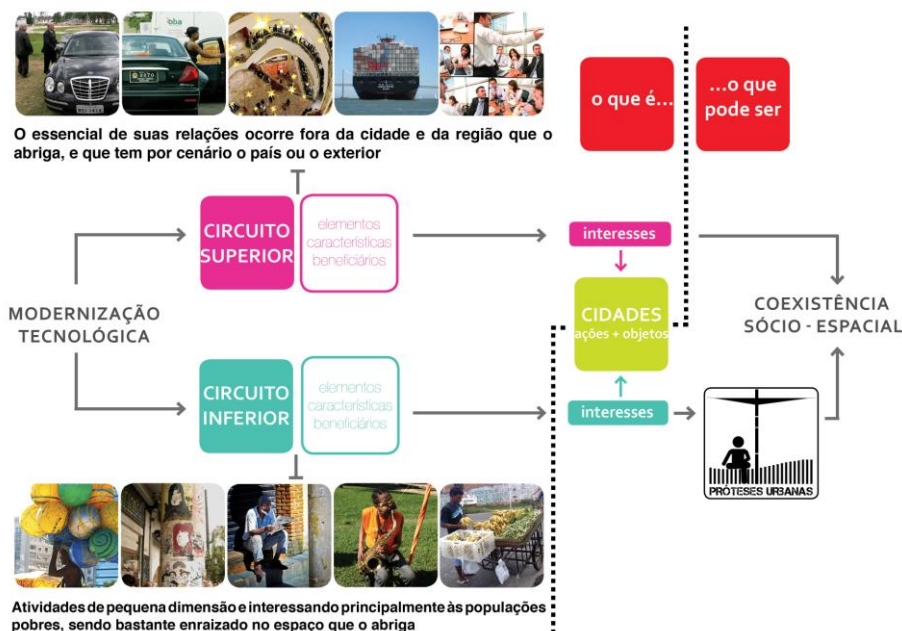 oba
O essencial de suas relações ocorre fora da cidade e da região que o
abriga, e que tem por cenário o país ou o exterior
o que é...
...o que
pode ser
CIRCUITO
SUPERIOR
elementos
características
beneficiários
interesses
MODERNIZAÇÃO
TECNOLÓGICA
CIDADES
ações + objetos
COEXISTÊNCIA
SÓCIO - ESPACIAL
CIRCUITO
INFERIOR
elementos
características
beneficiários
interesses
PRÓTESES URBANAS
Atividades de pequena dimensão e interessando principalmente às populações
pobres, sendo bastante enraizado no espaço que o abriga